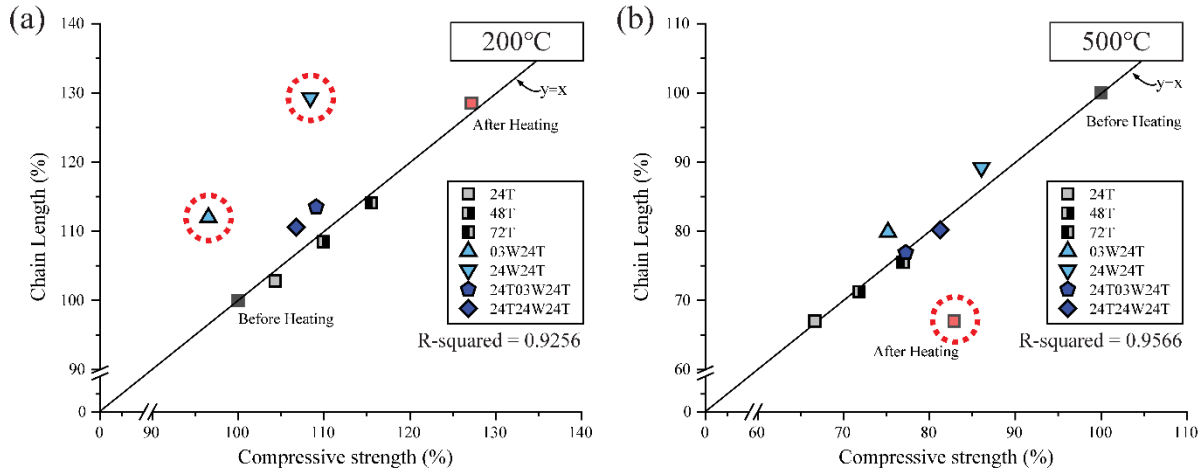 (a)
200°C
Chain Length (%)
140
130
120
110
100
90
0
y=x
After Heating
Before Heating
24T
48T
72T
03W24T
24W24T
24T03W24T
24T24W24T
R-squared = 0.9256
0
90
100
110
120
130
140
Compressive strength (%)
(b)
500°C
Chain Length (%)
110
100
90
80
70
60
0
y=x
Before Heating
After Heating
24T
48T
72T
03W24T
24W24T
24T03W24T
24T24W24T
R-squared = 0.9566
0
60
70
80
90
100
110
Compressive strength (%)